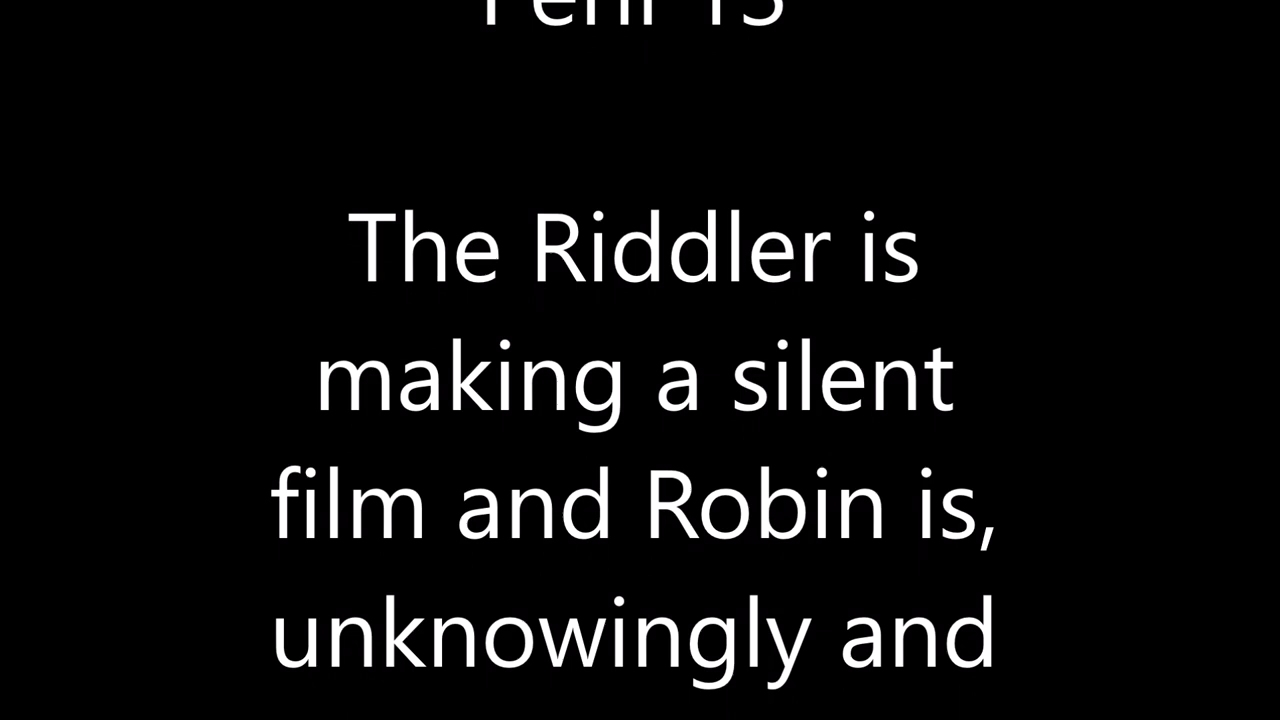 The Riddler is
making a silent
film and Robin is,
unknowingly and